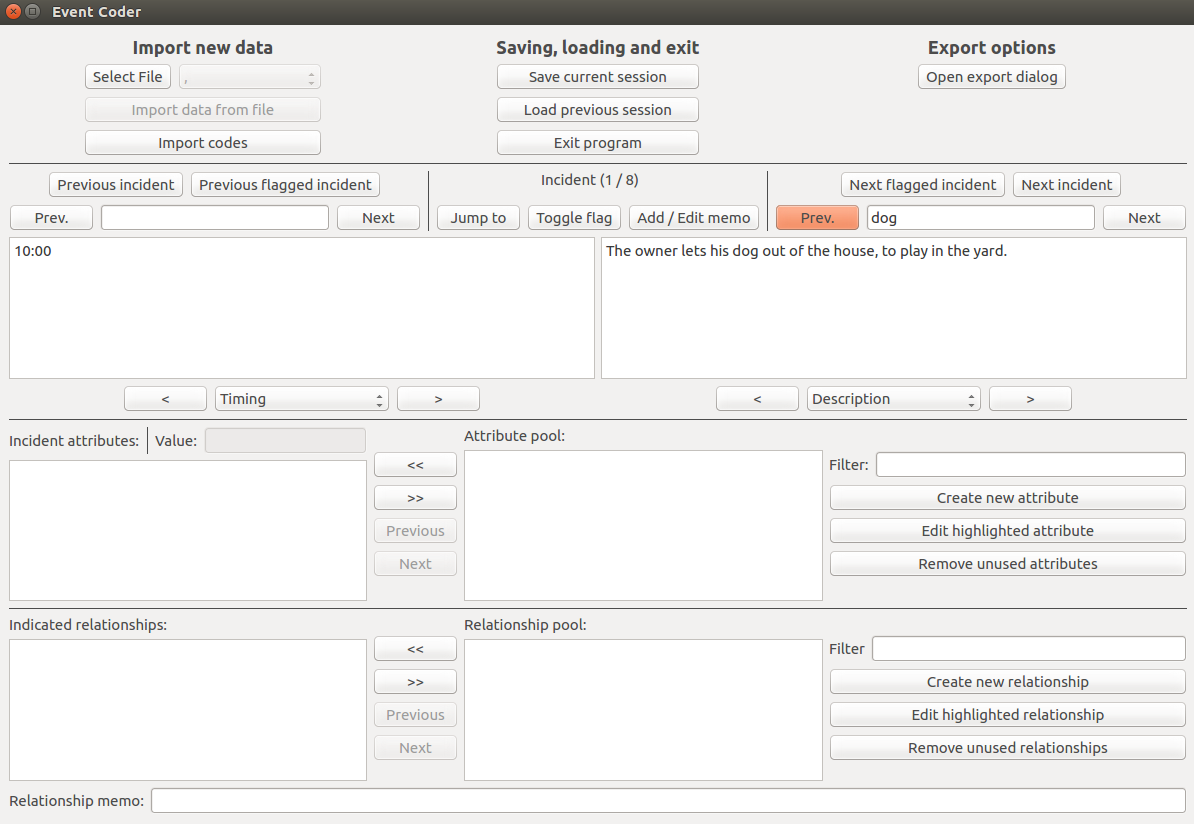 Event Coder
Import new data
Saving, loading and exit
Export options
Select File
,
Save current session
Open export dialog
Import data from file
Load previous session
Import codes
Exit program
Previous incident
Previous flagged incident
Incident (1 / 8)
Next flagged incident
Next incident
Prev.
Next
Jump to
Toggle flag
Add / Edit memo
Prev.
dog
Next
10:00
The owner lets his dog out of the house, to play in the yard.
<
Timing
>
<
Description
>
Incident attributes:
Value:
Attribute pool:
<<
Filter:
>>
Create new attribute
Previous
Edit highlighted attribute
Next
Remove unused attributes
Indicated relationships:
Relationship pool:
<<
Filter
>>
Create new relationship
Previous
Edit highlighted relationship
Next
Remove unused relationships
Relationship memo: